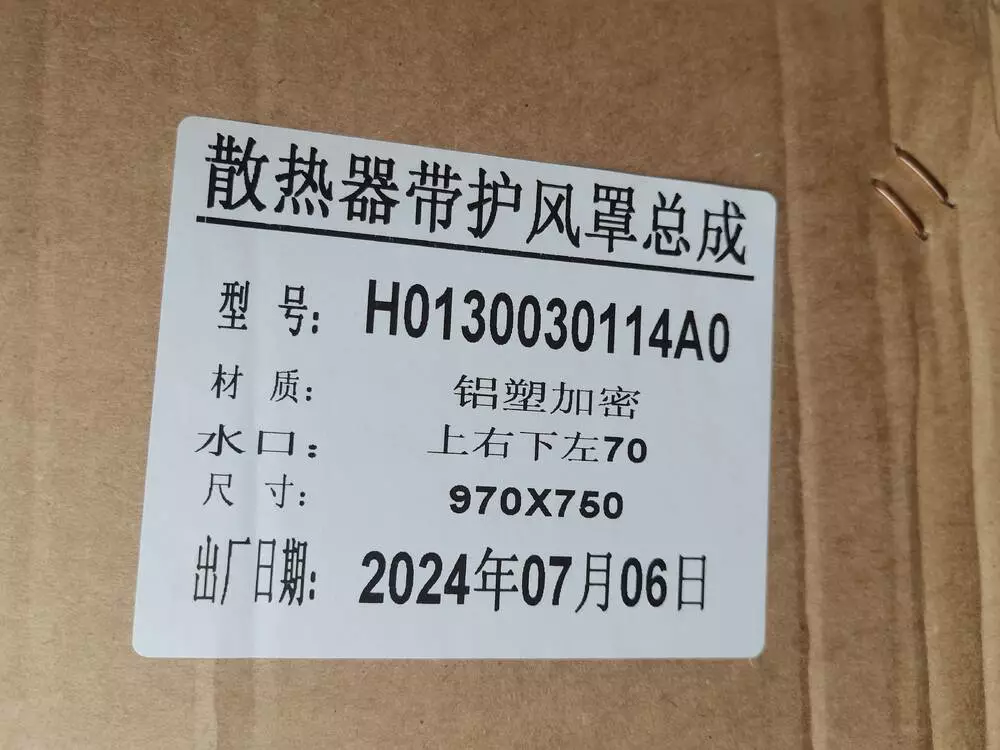 散热器带护风罩总成
型号: H0130030114A0
材质: 铝塑加密
水口: 上右下左70
尺寸: 970X750
出厂日期: 2024年07月06日